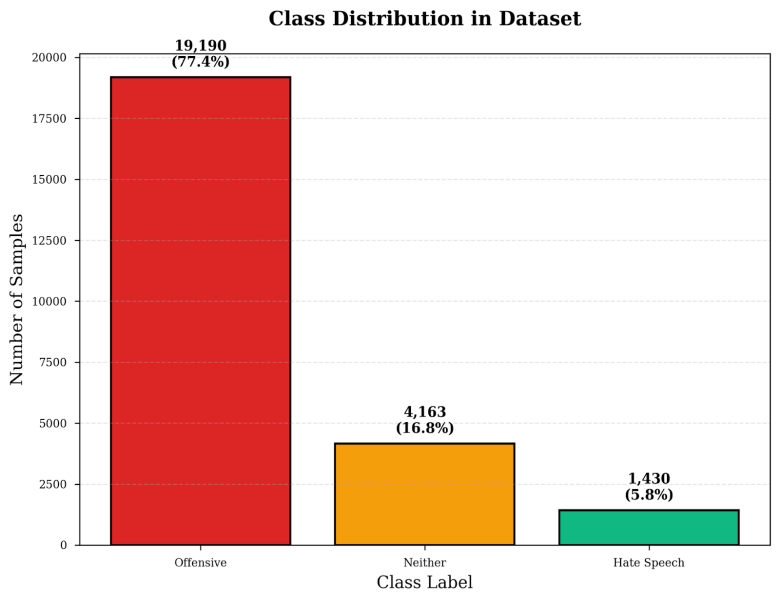 Class Distribution in Dataset
19,190
(77.4%)
4,163
(16.8%)
1,430
(5.8%)
Number of Samples
20000
17500
15000
12500
10000
7500
5000
2500
0
Offensive
Neither
Hate Speech
Class Label